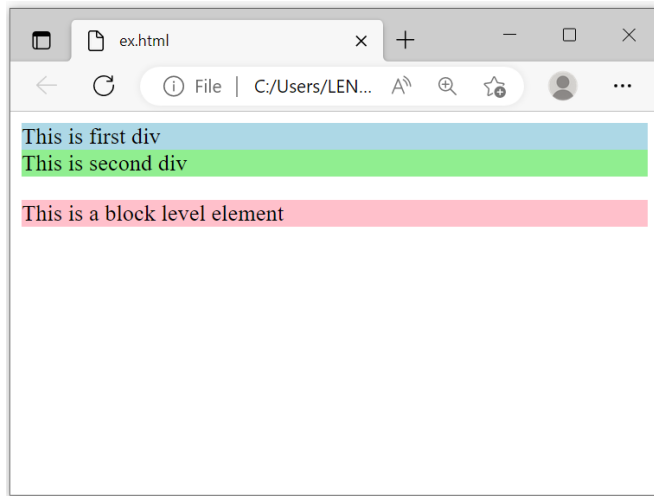 ex.html
File | C:/Users/LEN... A
This is first div
This is second div
This is a block level element